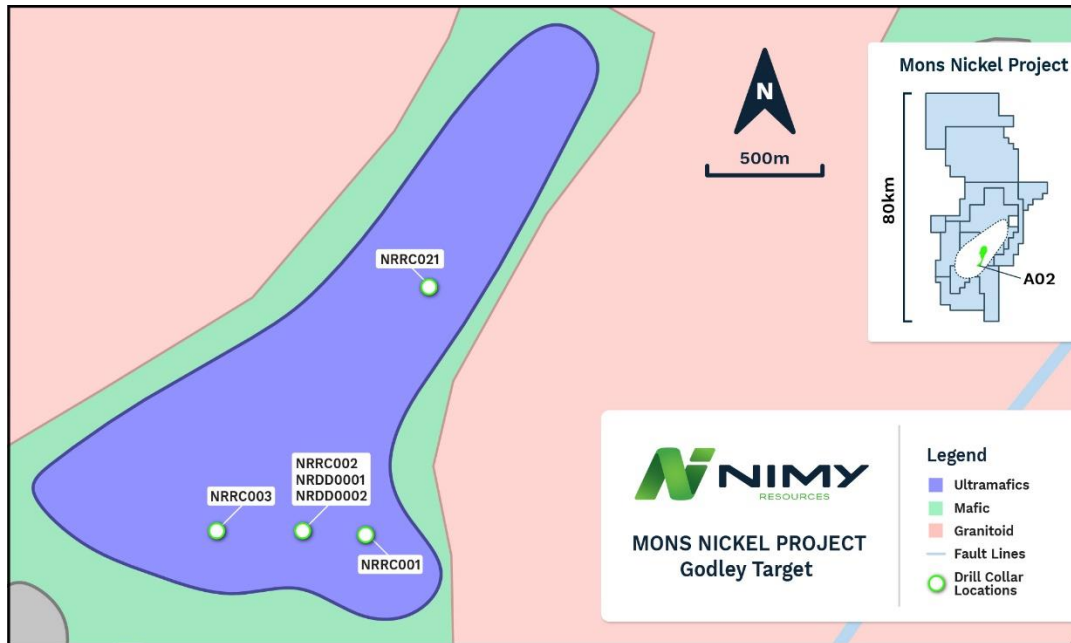 N
500m
Mons Nickel Project
80km
A02
NRRC021
NRRC002
NRDD0001
NRDD0002
NRRC003
NRRC001
NIMY
RESOURCES
MONS NICKEL PROJECT
Godley Target
Legend
Ultramafics
Mafic
Granitoid
Fault Lines
Drill Collar
Locations